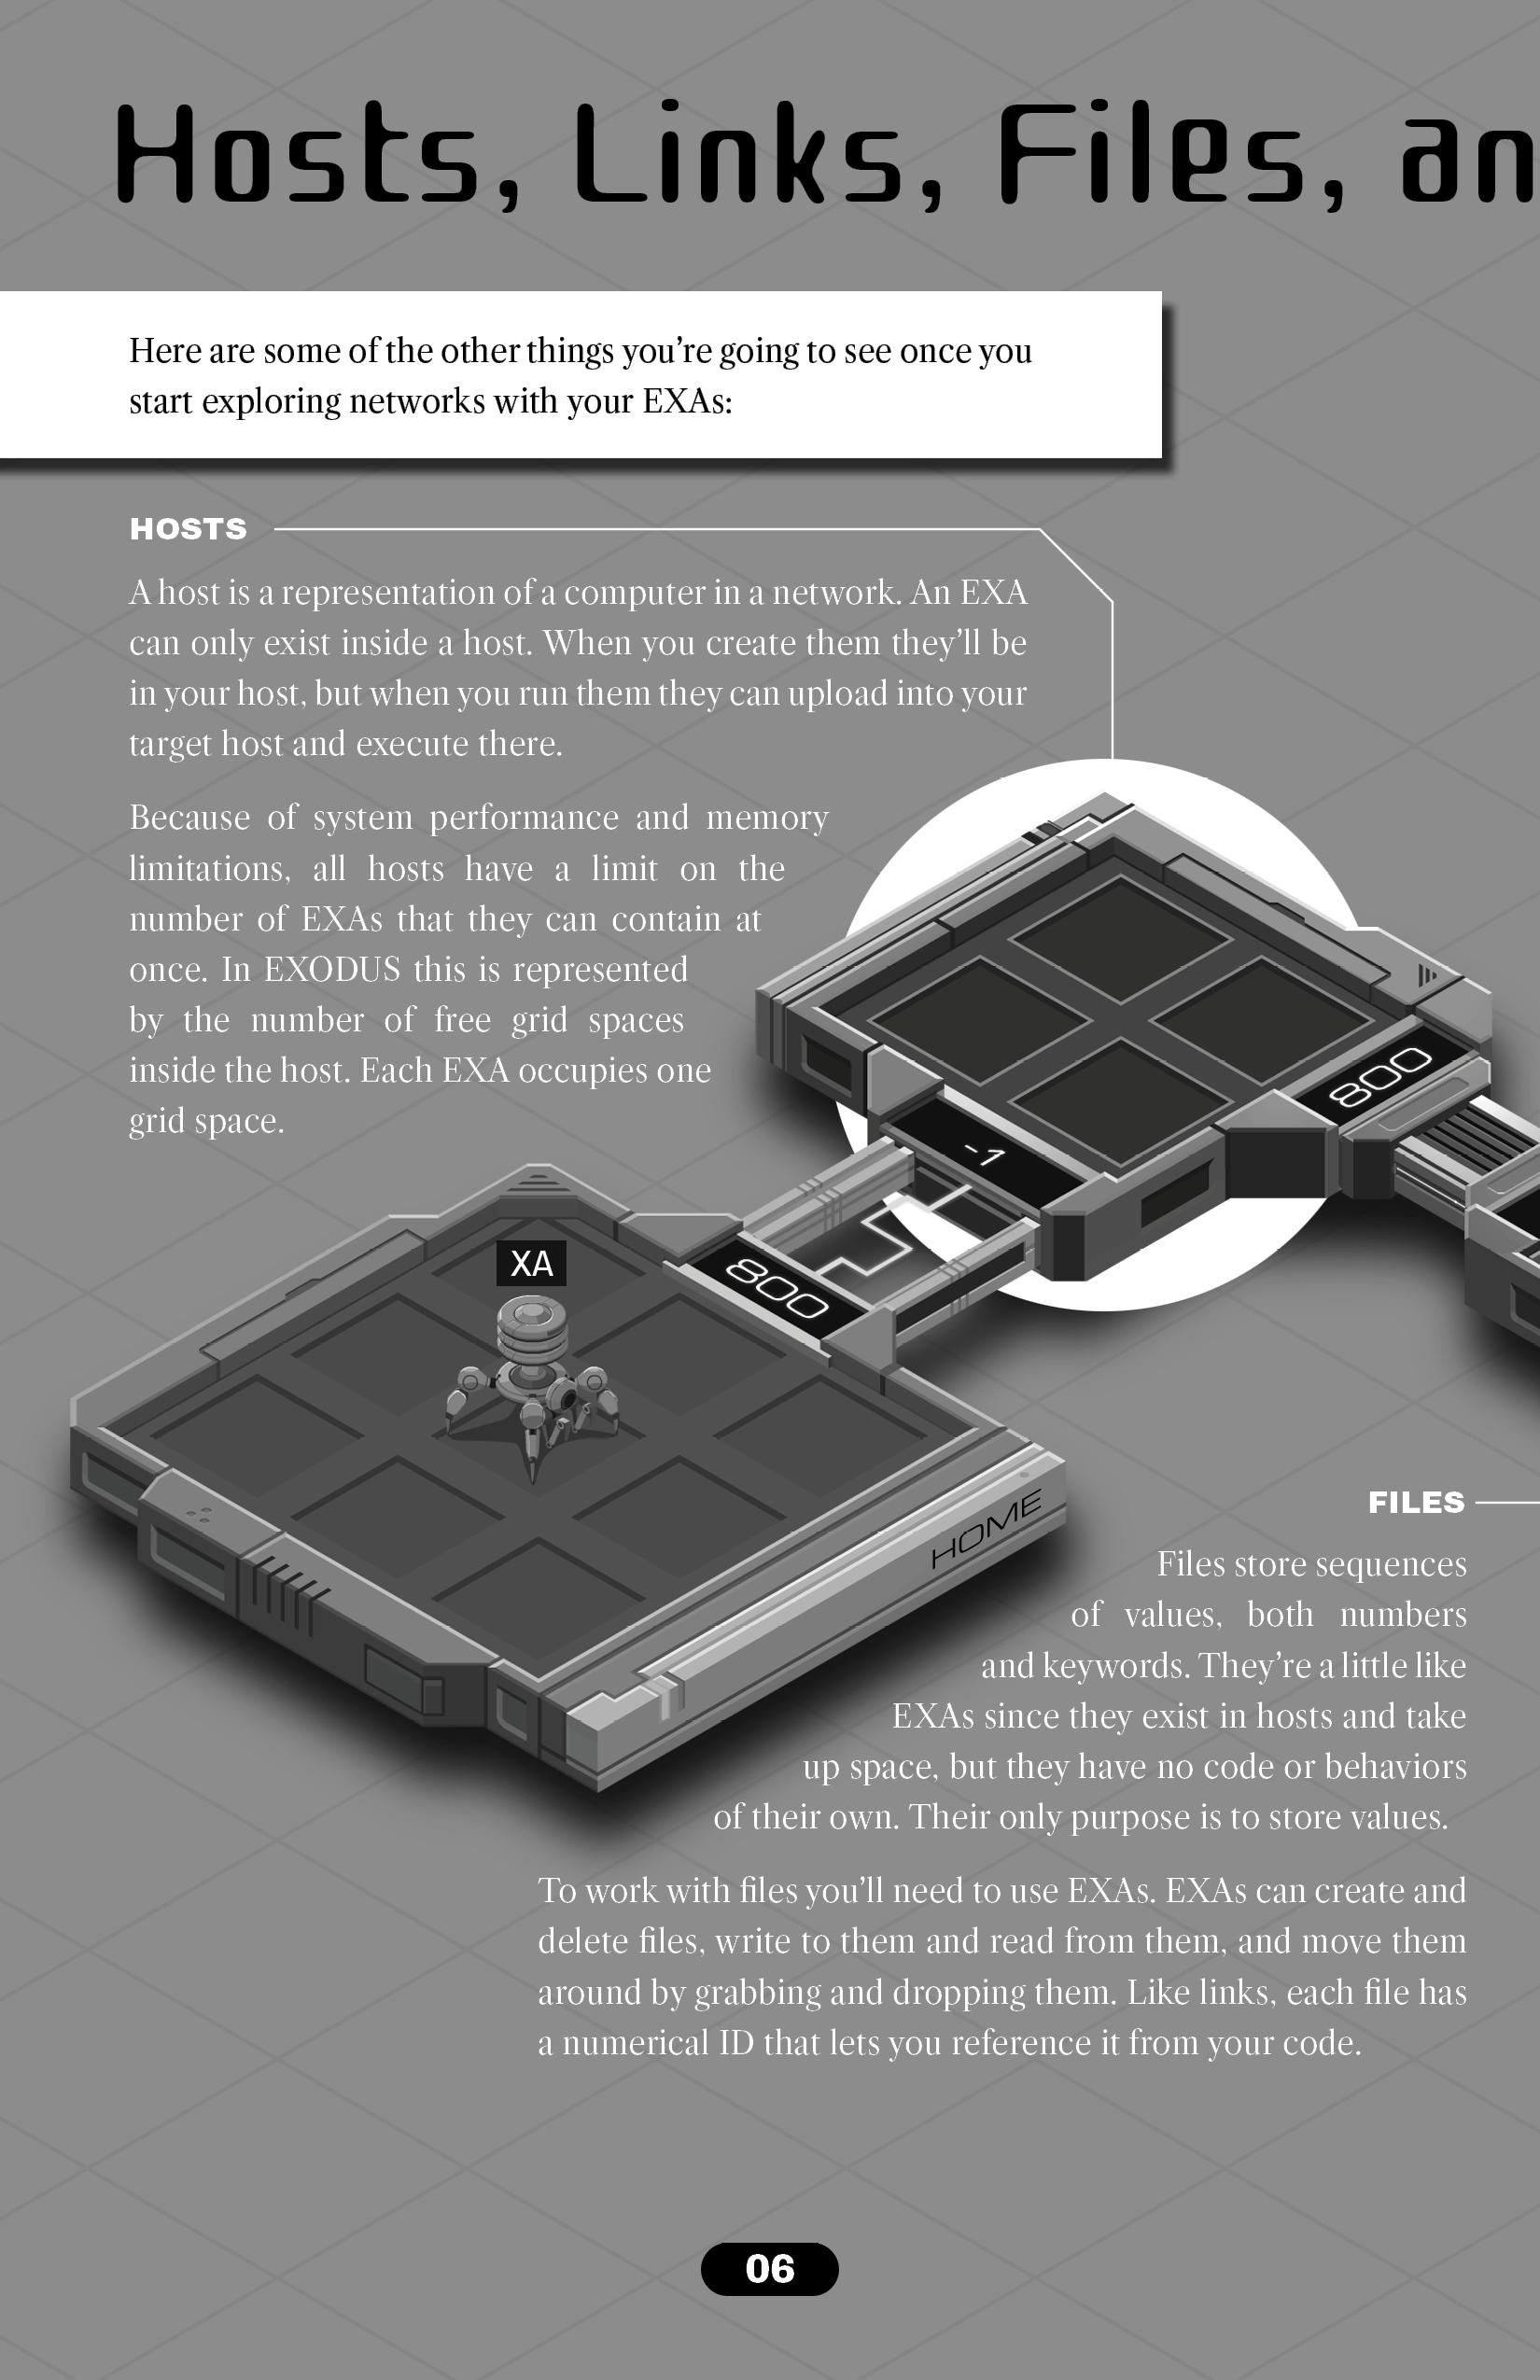 Hosts, Links, Files, an
Here are some of the other things you’re going to see once you
start exploring networks with your EXAs:
HOSTS
A host is a representation of a computer in a network. An EXA
can only exist inside a host. When you create them they’ll be
in your host, but when you run them they can upload into your
target host and execute there.
Because of system performance and memory
limitations, all hosts have a limit on the
number of EXAs that they can contain at
once. In EXODUS this is represented
by the number of free grid spaces
inside the host. Each EXA occupies one
grid space.
800
-1
XA
800
HOME
FILES
Files store sequences
of values, both numbers
and keywords. They’re a little like
EXAs since they exist in hosts and take
up space, but they have no code or behaviors
of their own. Their only purpose is to store values.
To work with files you’ll need to use EXAs. EXAs can create and
delete files, write to them and read from them, and move them
around by grabbing and dropping them. Like links, each file has
a numerical ID that lets you reference it from your code.
06